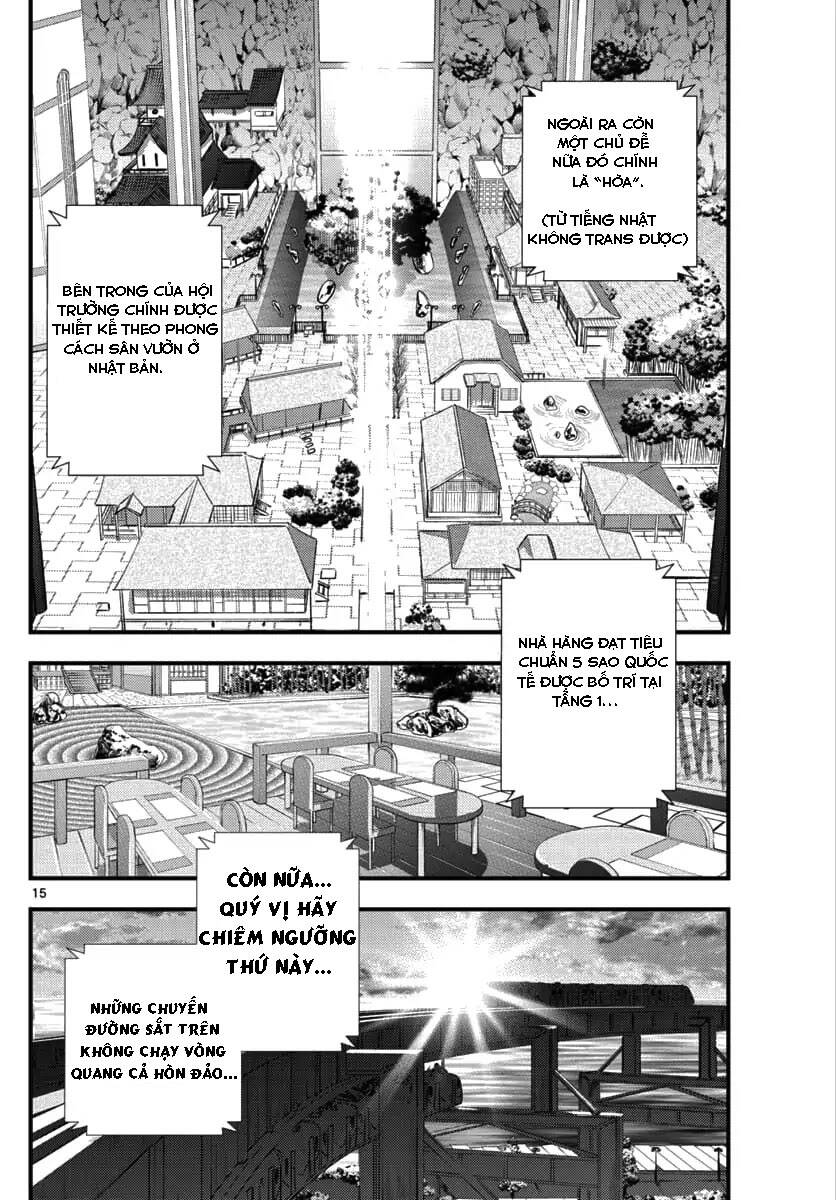 NGOÀI RA CÒN
MỘT CHỦ ĐỀ
NỮA ĐÓ CHÍNH
LÀ "HÒA".
(TỪ TIẾNG NHẬT
KHÔNG TRANS ĐƯỢC)
BÊN TRONG CỦA HỘI
TRƯỜNG CHÍNH ĐƯỢC
THIẾT KẾ THEO PHONG
CÁCH SÂN VƯỜN Ở
NHẬT BẢN.
NHÀ HÀNG ĐẠT TIÊU
CHUẨN 5 SAO QUỐC
TẾ ĐƯỢC BỐ TRÍ TẠI
TẦNG 1...
15
CÒN NỮA...
QUÝ VỊ HÃY
CHIÊM NGƯỠNG
THỨ NÀY...
NHỮNG CHUYẾN
ĐƯỜNG SẮT TRÊN
KHÔNG CHẠY VÒNG
QUANG CẢ HÒN ĐẢO...